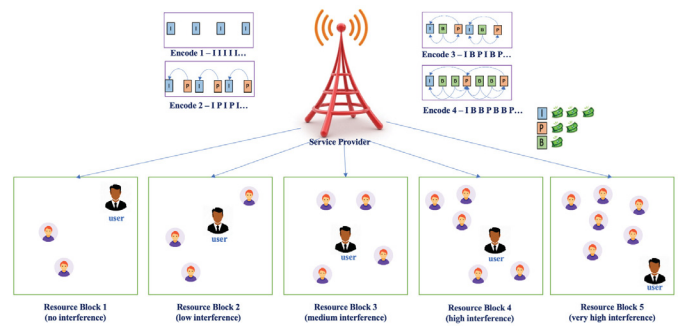 I I I I
Encode 1 – I I I I I…
I P I P I P
Encode 2 – I P I P I…
I B P I B P
Encode 3 – I B P I B P…
I B B P B B P
Encode 4 – I B B P B B P…
I
P
B
Service Provider
user
user
user
user
user
Resource Block 1
(no interference)
Resource Block 2
(low interference)
Resource Block 3
(medium interference)
Resource Block 4
(high interference)
Resource Block 5
(very high interference)